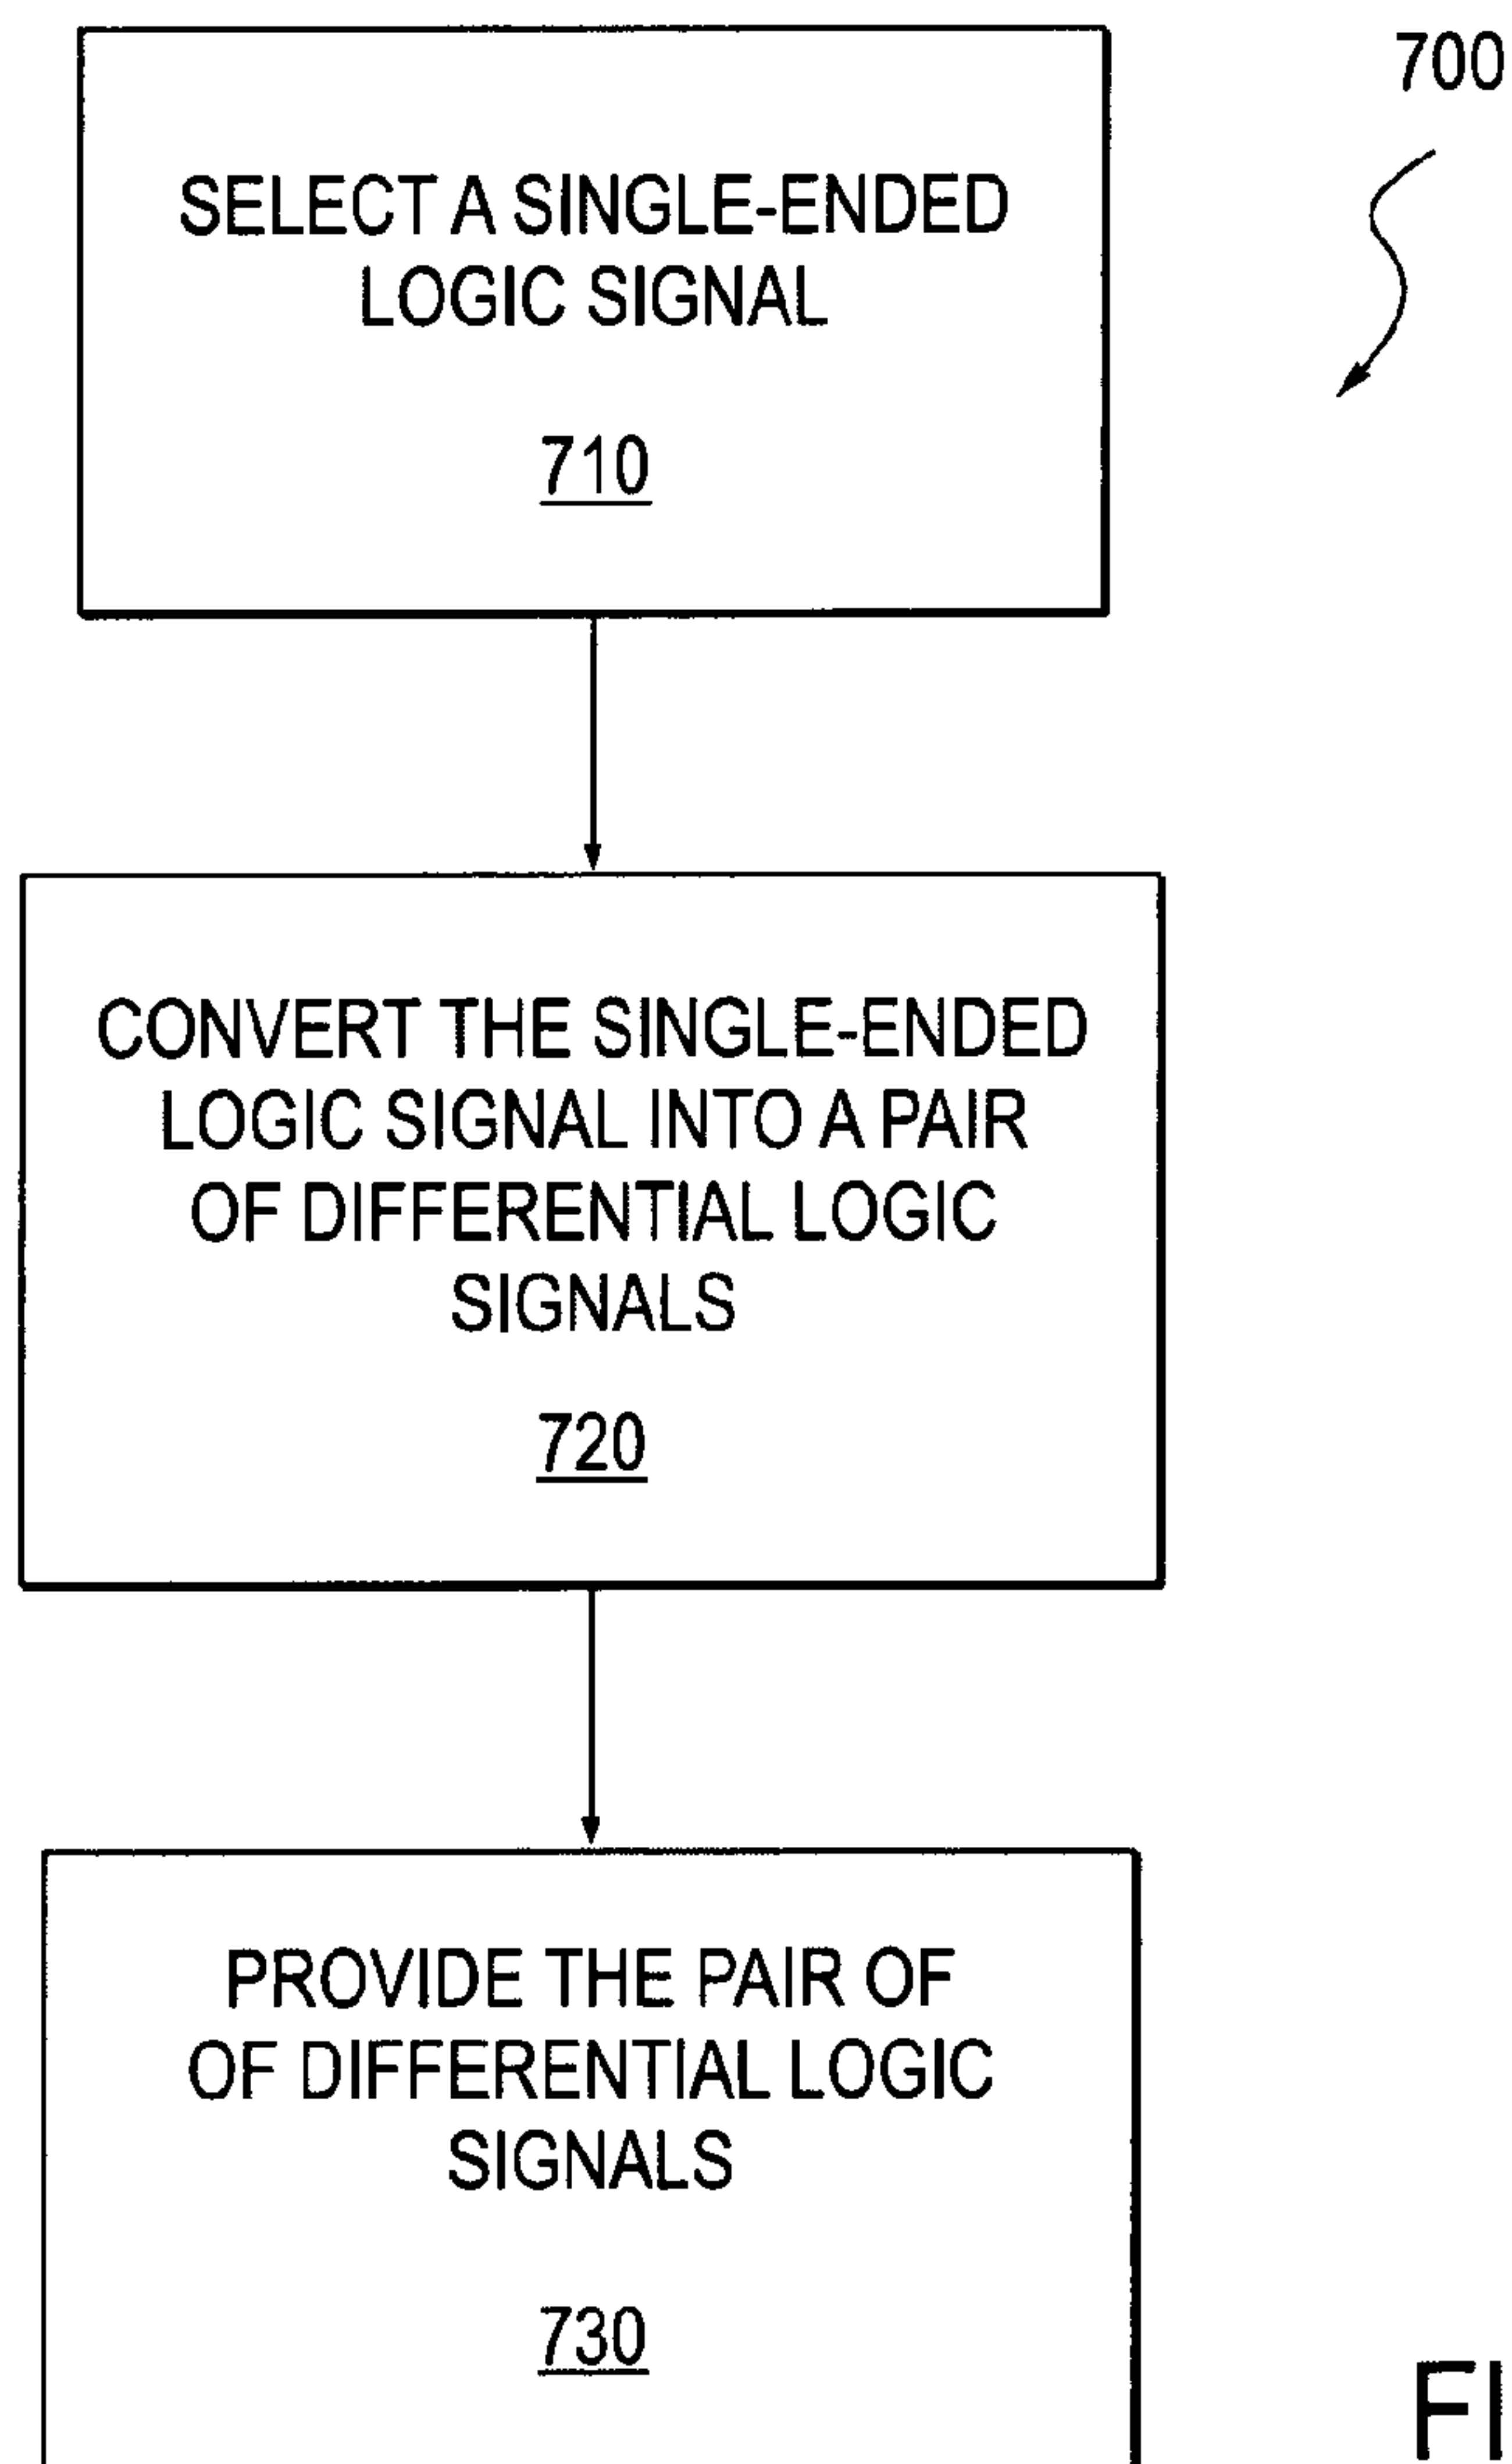 700
SELECT A SINGLE-ENDED
LOGIC SIGNAL
710
CONVERT THE SINGLE-ENDED
LOGIC SIGNAL INTO A PAIR
OF DIFFERENTIAL LOGIC
SIGNALS
720
PROVIDE THE PAIR OF
OF DIFFERENTIAL LOGIC
SIGNALS
730